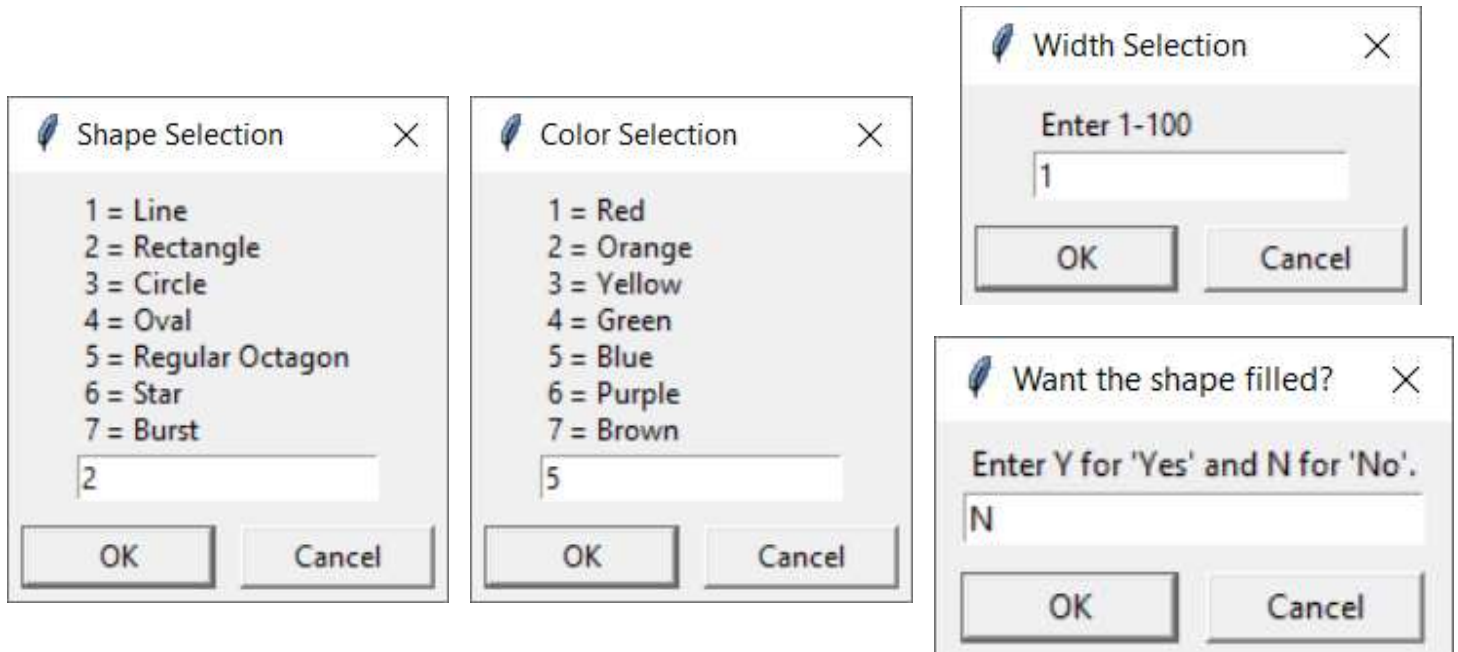 Shape Selection
1 = Line
2 = Rectangle
3 = Circle
4 = Oval
5 = Regular Octagon
6 = Star
7 = Burst
2
OK Cancel
Color Selection
1 = Red
2 = Orange
3 = Yellow
4 = Green
5 = Blue
6 = Purple
7 = Brown
5
OK Cancel
Width Selection
Enter 1-100
1
OK Cancel
Want the shape filled?
Enter Y for 'Yes' and N for 'No'.
N
OK Cancel